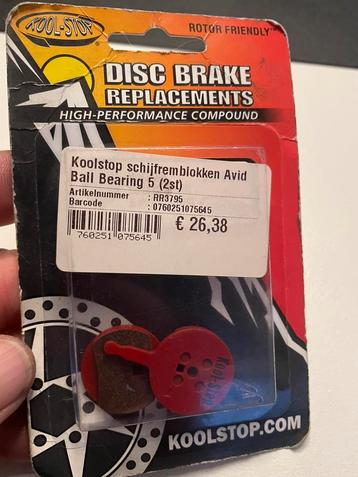 KOOL-STOP
ROTOR FRIENDLY™
DISC BRAKE
REPLACEMENTS
HIGH-PERFORMANCE COMPOUND
Koolstop schijfremblokken Avid
Ball Bearing 5 (2st)
Artikelnummer : RR3795
Barcode : 0760251075645
€ 26,38
760251 075645
Kool-Stop
KOOLSTOP.COM